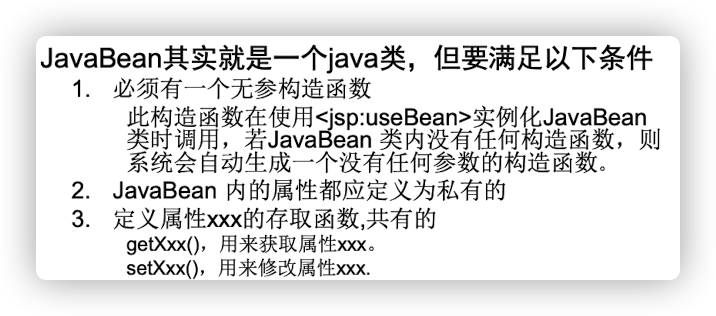 JavaBean其实就是一个java类，但要满足以下条件
1. 必须有一个无参构造函数
此构造函数在使用<jsp:useBean>实例化JavaBean
类时调用，若JavaBean 类内没有任何构造函数，则
系统会自动生成一个没有任何参数的构造函数。
2. JavaBean 内的属性都应定义为私有的
3. 定义属性xxx的存取函数,共有的
getXxx()，用来获取属性xxx。
setXxx()，用来修改属性xxx.